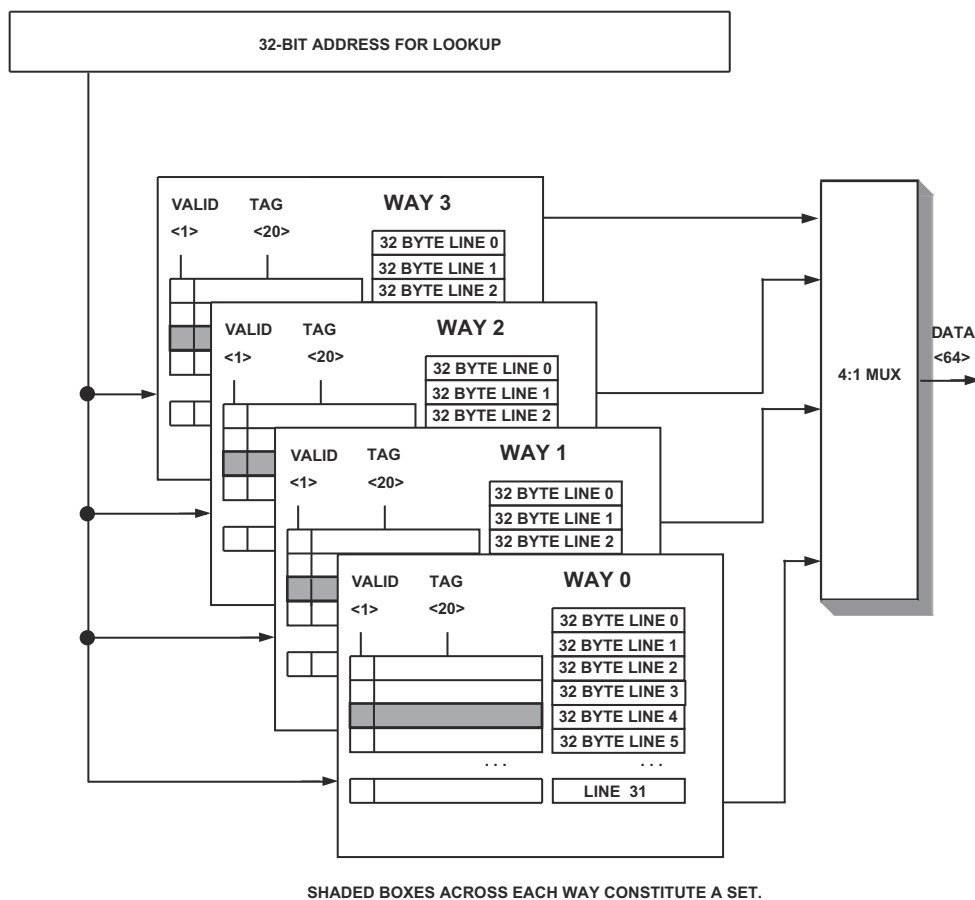 32-BIT ADDRESS FOR LOOKUP
WAY 3
VALID TAG
<1> <20>
32 BYTE LINE 0
32 BYTE LINE 1
32 BYTE LINE 2
WAY 2
VALID TAG
<1> <20>
32 BYTE LINE 0
32 BYTE LINE 1
32 BYTE LINE 2
WAY 1
VALID TAG
<1> <20>
32 BYTE LINE 0
32 BYTE LINE 1
32 BYTE LINE 2
WAY 0
VALID TAG
<1> <20>
32 BYTE LINE 0
32 BYTE LINE 1
32 BYTE LINE 2
32 BYTE LINE 3
32 BYTE LINE 4
32 BYTE LINE 5
. . . . . .
LINE 31
4:1 MUX
DATA
<64>
SHADED BOXES ACROSS EACH WAY CONSTITUTE A SET.